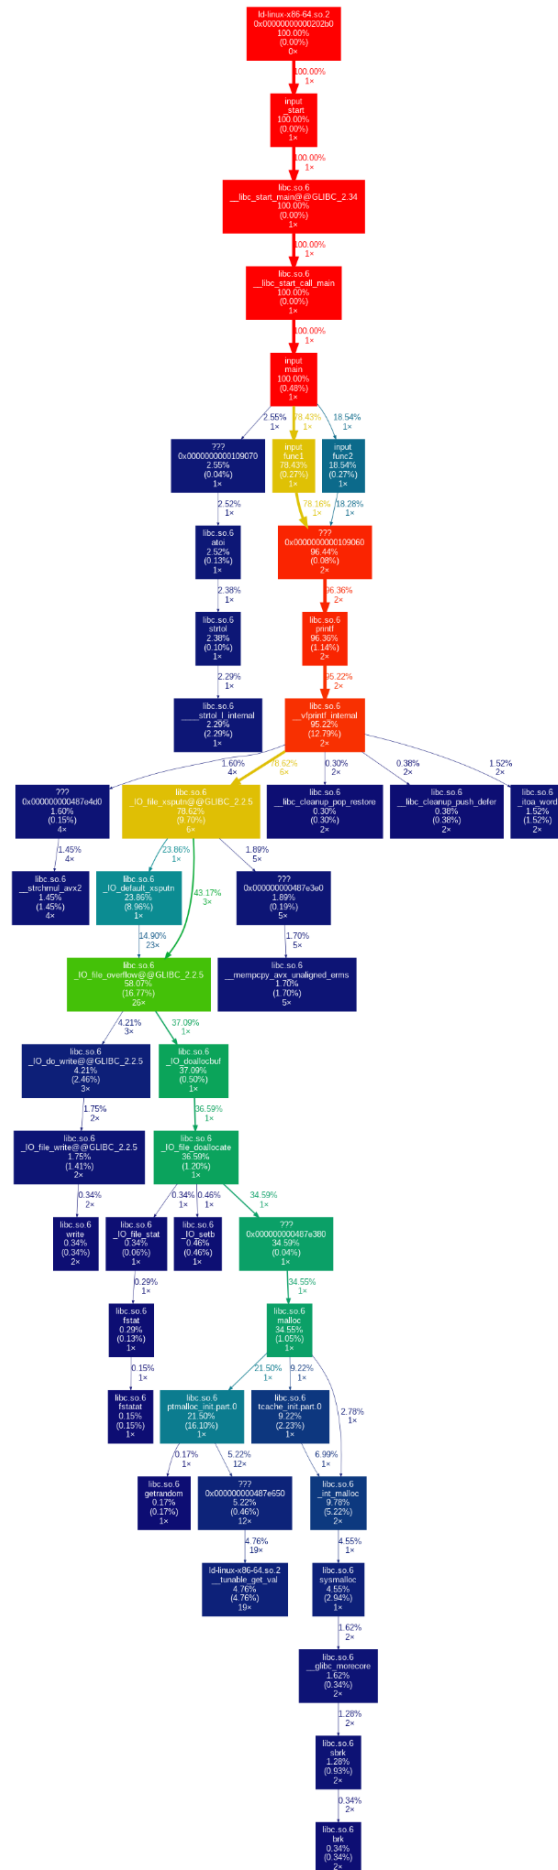 ld-linux-x86-64.so.2
0x00000000000202b0
100.00%
(0.00%)
0×
100.00%
1×
input
_start
100.00%
(0.00%)
1×
100.00%
1×
libc.so.6
__libc_start_main@@GLIBC_2.34
100.00%
(0.00%)
1×
100.00%
1×
libc.so.6
__libc_start_call_main
100.00%
(0.00%)
1×
100.00%
1×
input
main
100.00%
(0.48%)
1×
2.55%
1×
78.43%
1×
18.54%
1×
???
0x0000000000109070
2.55%
(0.04%)
1×
input
func1
78.43%
(0.27%)
1×
input
func2
18.54%
(0.27%)
1×
2.52%
1×
78.16%
1×
18.28%
1×
libc.so.6
atoi
2.52%
(0.13%)
1×
???
0x0000000000109060
96.44%
(0.08%)
2×
2.38%
1×
96.36%
2×
libc.so.6
strtol
2.38%
(0.10%)
1×
libc.so.6
printf
96.36%
(1.14%)
2×
2.29%
1×
95.22%
2×
libc.so.6
____strtol_l_internal
2.29%
(2.29%)
1×
libc.so.6
__vfprintf_internal
95.22%
(12.79%)
2×
1.60%
4×
78.62%
6×
0.30%
2×
0.38%
2×
1.52%
2×
???
0x000000000487e4d0
1.60%
(0.15%)
4×
libc.so.6
_IO_file_xsputn@@GLIBC_2.2.5
78.62%
(9.70%)
6×
libc.so.6
__libc_cleanup_pop_restore
0.30%
(0.30%)
2×
libc.so.6
__libc_cleanup_push_defer
0.38%
(0.38%)
2×
libc.so.6
_itoa_word
1.52%
(1.52%)
2×
1.45%
4×
23.86%
1×
43.17%
3×
1.89%
5×
libc.so.6
__strchrnul_avx2
1.45%
(1.45%)
4×
libc.so.6
_IO_default_xsputn
23.86%
(8.96%)
1×
???
0x000000000487e3e0
1.89%
(0.19%)
5×
14.90%
23×
1.70%
5×
libc.so.6
_IO_file_overflow@@GLIBC_2.2.5
58.07%
(16.77%)
26×
libc.so.6
__mempcpy_avx_unaligned_erms
1.70%
(1.70%)
5×
4.21%
3×
37.09%
1×
libc.so.6
_IO_do_write@@GLIBC_2.2.5
4.21%
(2.46%)
3×
libc.so.6
_IO_doallocbuf
37.09%
(0.50%)
1×
1.75%
2×
36.59%
1×
libc.so.6
_IO_file_write@@GLIBC_2.2.5
1.75%
(1.41%)
2×
libc.so.6
_IO_file_doallocate
36.59%
(1.20%)
1×
0.34%
2×
0.34%
1×
0.46%
1×
34.59%
1×
libc.so.6
write
0.34%
(0.34%)
2×
libc.so.6
_IO_file_stat
0.34%
(0.06%)
1×
libc.so.6
_IO_setb
0.46%
(0.46%)
1×
???
0x000000000487e380
34.59%
(0.04%)
1×
0.29%
1×
34.55%
1×
libc.so.6
fstat
0.29%
(0.13%)
1×
libc.so.6
malloc
34.55%
(1.05%)
1×
0.15%
1×
21.50%
1×
9.22%
1×
2.78%
1×
libc.so.6
fstatat
0.15%
(0.15%)
1×
libc.so.6
ptmalloc_init.part.0
21.50%
(16.10%)
1×
libc.so.6
tcache_init.part.0
9.22%
(2.23%)
1×
0.17%
1×
5.22%
12×
6.99%
1×
libc.so.6
getrandom
0.17%
(0.17%)
1×
???
0x000000000487e650
5.22%
(0.46%)
12×
libc.so.6
_int_malloc
9.78%
(5.22%)
2×
4.76%
19×
4.55%
1×
ld-linux-x86-64.so.2
__tunable_get_val
4.76%
(4.76%)
19×
libc.so.6
sysmalloc
4.55%
(2.94%)
1×
1.62%
2×
libc.so.6
__glibc_morecore
1.62%
(0.34%)
2×
1.28%
2×
libc.so.6
sbrk
1.28%
(0.93%)
2×
0.34%
2×
libc.so.6
brk
0.34%
(0.34%)
2×